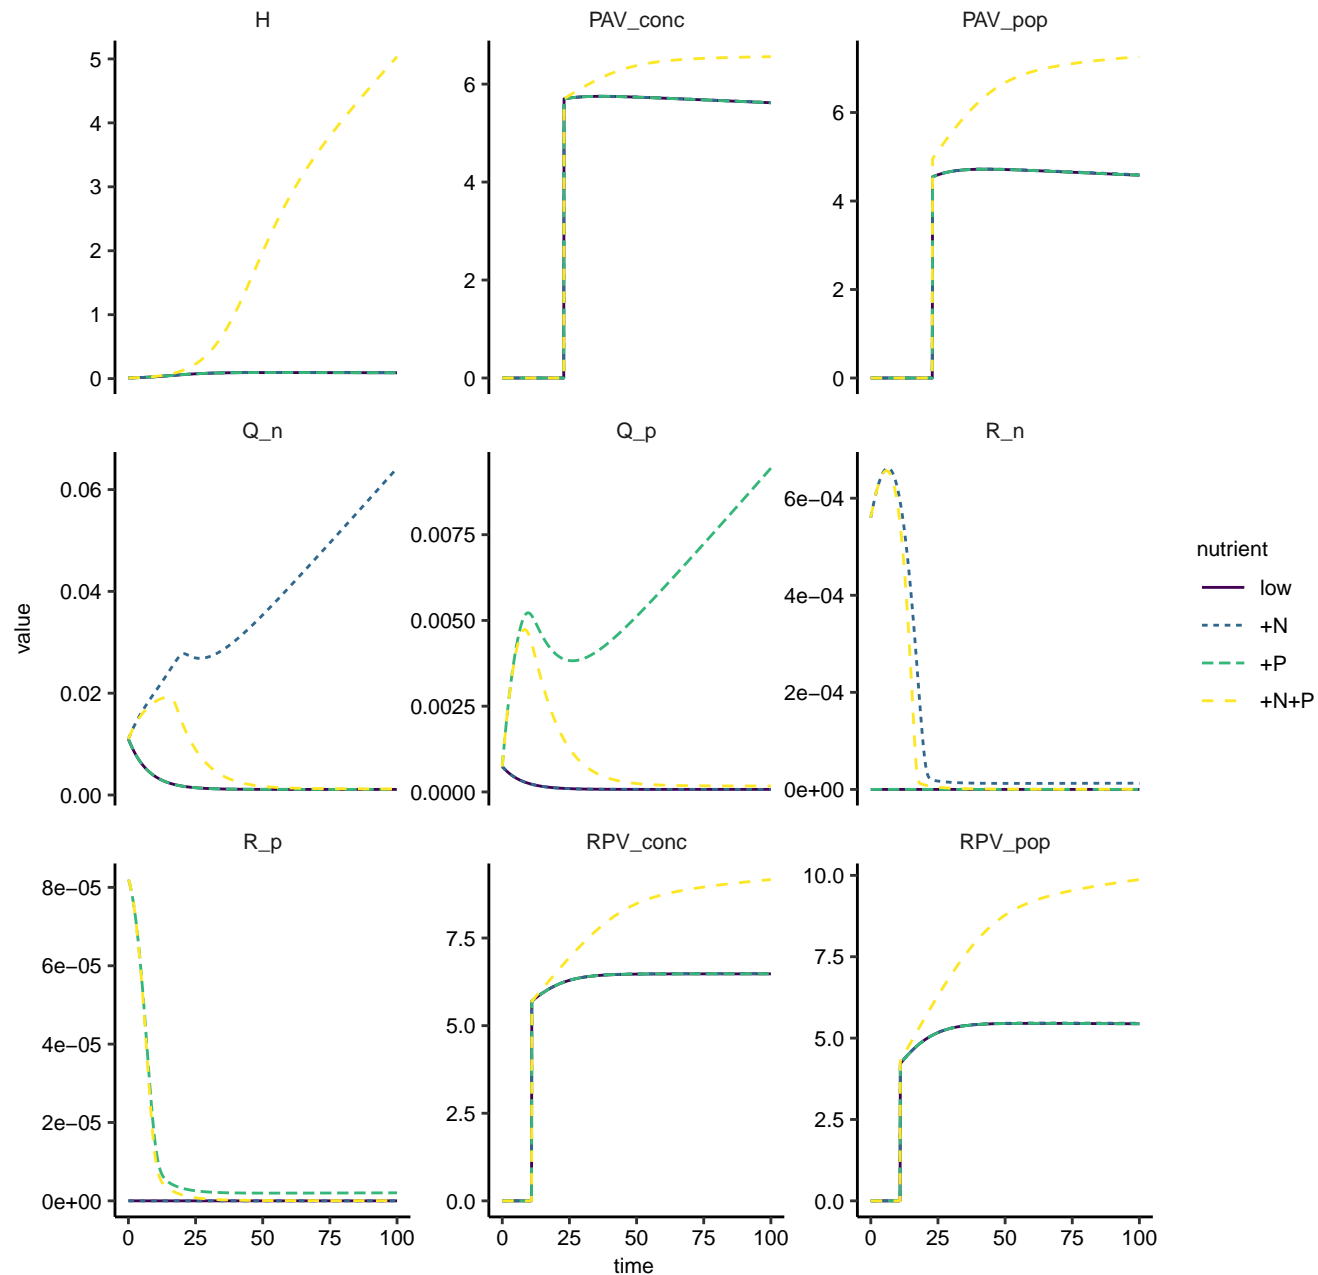 H
PAV_conc
PAV_pop
5
4
3
2
1
0
6
4
2
0
6
4
2
0
Q_n
Q_p
R_n
0.06
0.04
0.02
0.00
0.0075
0.0050
0.0025
0.0000
6e−04
4e−04
2e−04
0e+00
value
nutrient
low
+N
+P
+N+P
R_p
RPV_conc
RPV_pop
8e−05
6e−05
4e−05
2e−05
0e+00
7.5
5.0
2.5
0.0
10.0
7.5
5.0
2.5
0.0
0 25 50 75 100
0 25 50 75 100
0 25 50 75 100
time